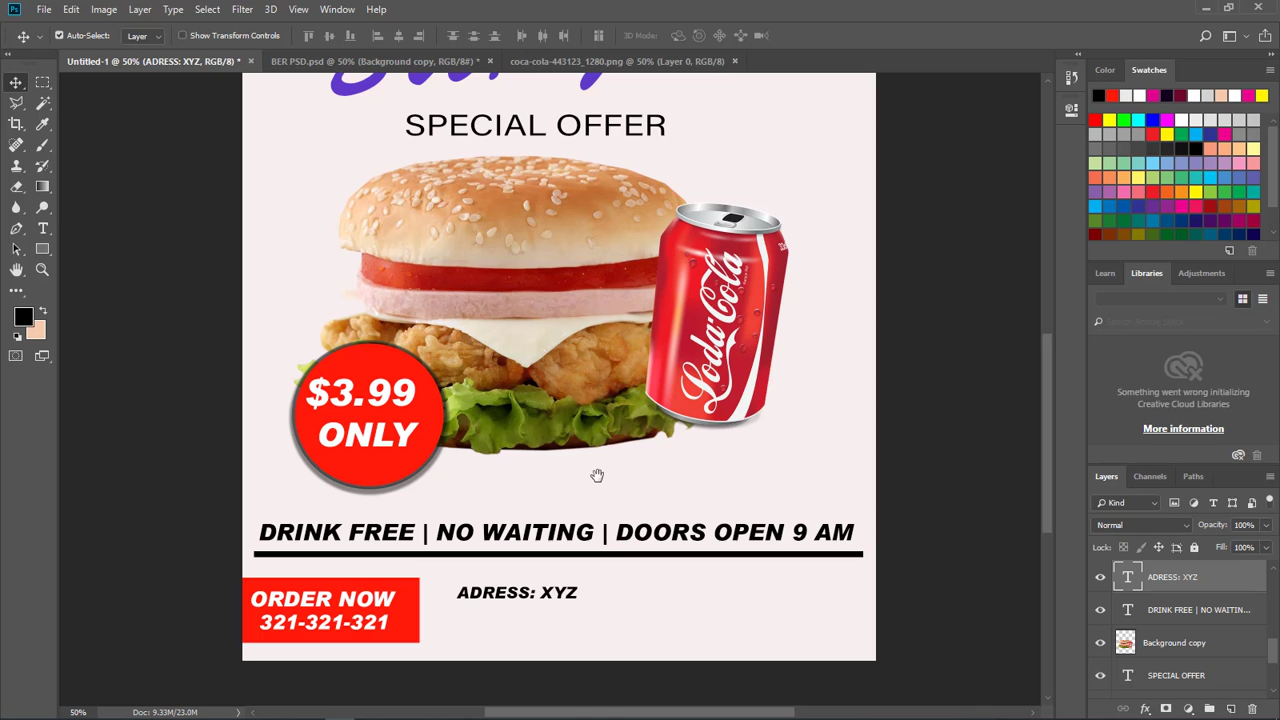 File Edit Image Layer Type Select Filter 3D View Window Help
Auto-Select: Layer Show Transform Controls 3D Mode:
Untitled-1 @ 50% (ADRESS: XYZ, RGB/8) * × BER PSD.psd @ 50% (Background copy, RGB/8#) * × coca-cola-443123_1280.png @ 50% (Layer 0, RGB/8) ×
Color Swatches
SPECIAL OFFER
Loda-Cola
$3.99
ONLY
DRINK FREE | NO WAITING | DOORS OPEN 9 AM
ORDER NOW
321-321-321
ADRESS: XYZ
Learn Libraries Adjustments
Something went wrong initializing
Creative Cloud Libraries
More information
Layers Channels Paths
Kind
Normal Opacity: 100%
Lock: Fill: 100%
ADRESS: XYZ
DRINK FREE | NO WAITIN...
Background copy
SPECIAL OFFER
50% Doc: 9.33M/23.0M